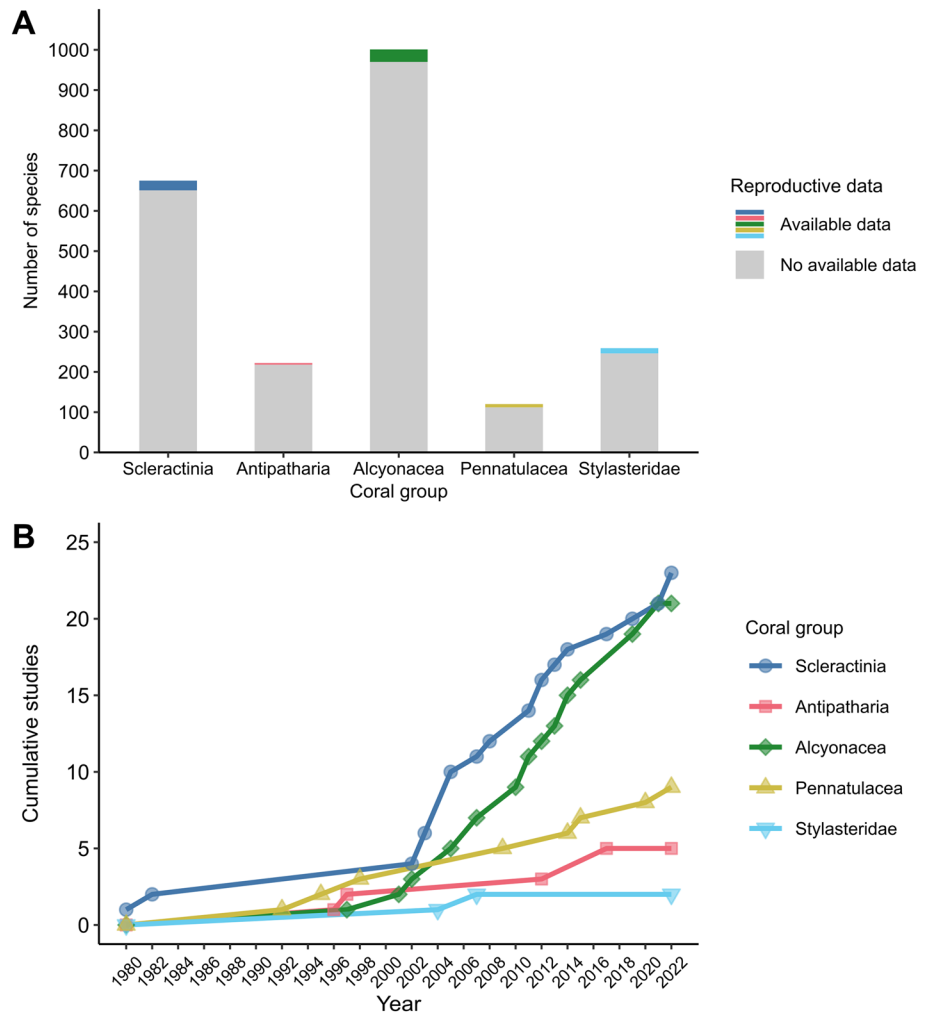 A
1000
900
800
700
600
500
400
300
200
100
0
Number of species
Scleractinia Antipatharia Alcyonacea Pennatulacea Stylasteridae
Coral group
Reproductive data
Available data
No available data
B
25
20
15
10
5
0
Cumulative studies
1980 1982 1984 1986 1988 1990 1992 1994 1996 1998 2000 2002 2004 2006 2008 2010 2012 2014 2016 2018 2020 2022
Year
Coral group
Scleractinia
Antipatharia
Alcyonacea
Pennatulacea
Stylasteridae